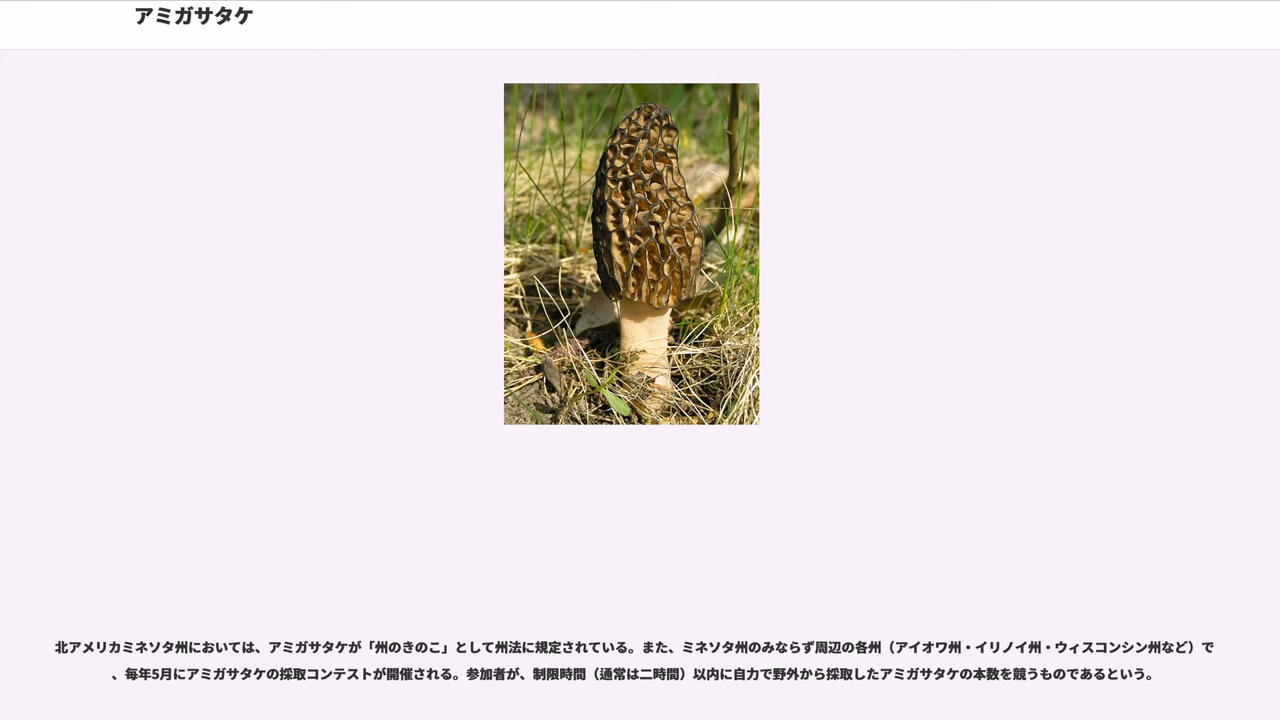 アミガサタケ
北アメリカミネソタ州においては、アミガサタケが「州のきのこ」として州法に規定されている。また、ミネソタ州のみならず周辺の各州（アイオワ州・イリノイ州・ウィスコンシン州など）で
、毎年5月にアミガサタケの採取コンテストが開催される。参加者が、制限時間（通常は二時間）以内に自力で野外から採取したアミガサタケの本数を競うものであるという。